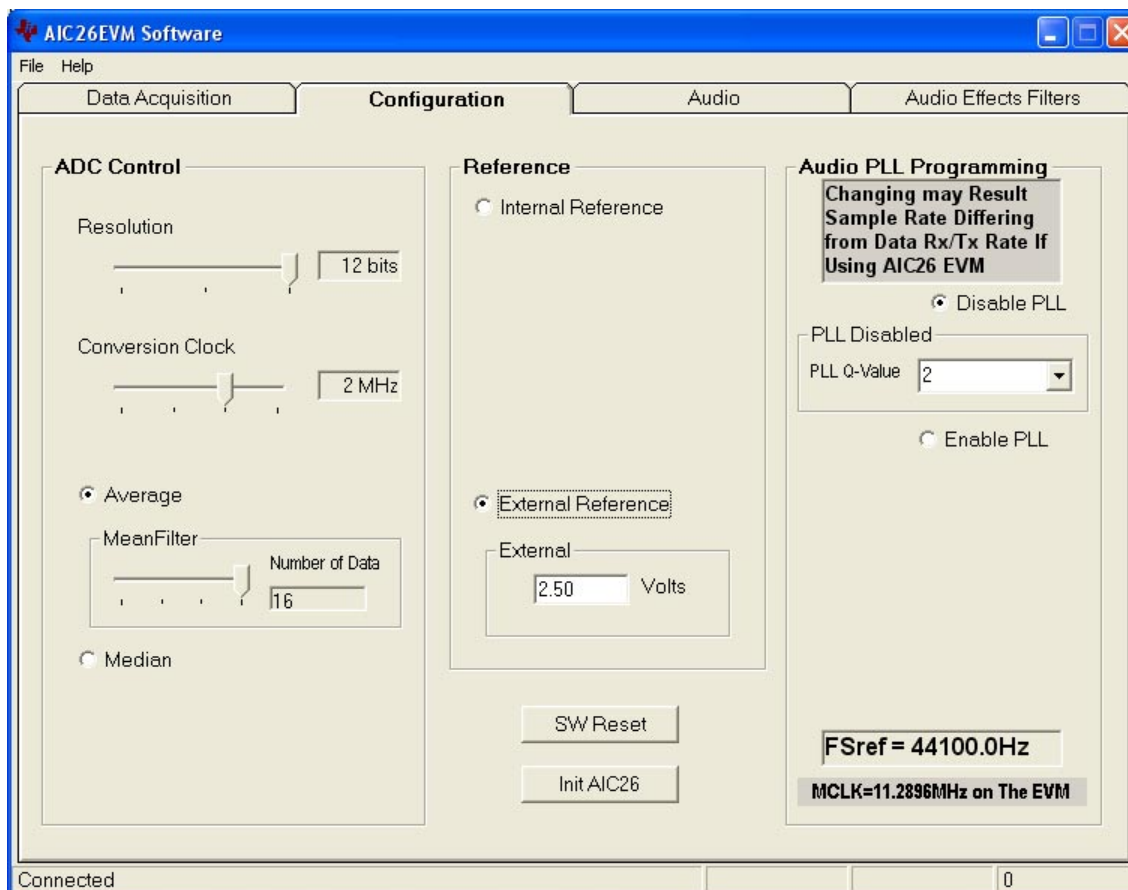 AIC26EVM Software
File Help
Data Acquisition
Configuration
Audio
Audio Effects Filters
ADC Control
Resolution
12 bits
Conversion Clock
2 MHz
Average
MeanFilter
Number of Data
16
Median
Reference
Internal Reference
External Reference
External
2.50 Volts
SW Reset
Init AIC26
Audio PLL Programming
Changing may Result
Sample Rate Differing
from Data Rx/Tx Rate If
Using AIC26 EVM
Disable PLL
PLL Disabled
PLL Q-Value 2
Enable PLL
FSref = 44100.0Hz
MCLK=11.2896MHz on The EVM
Connected
0